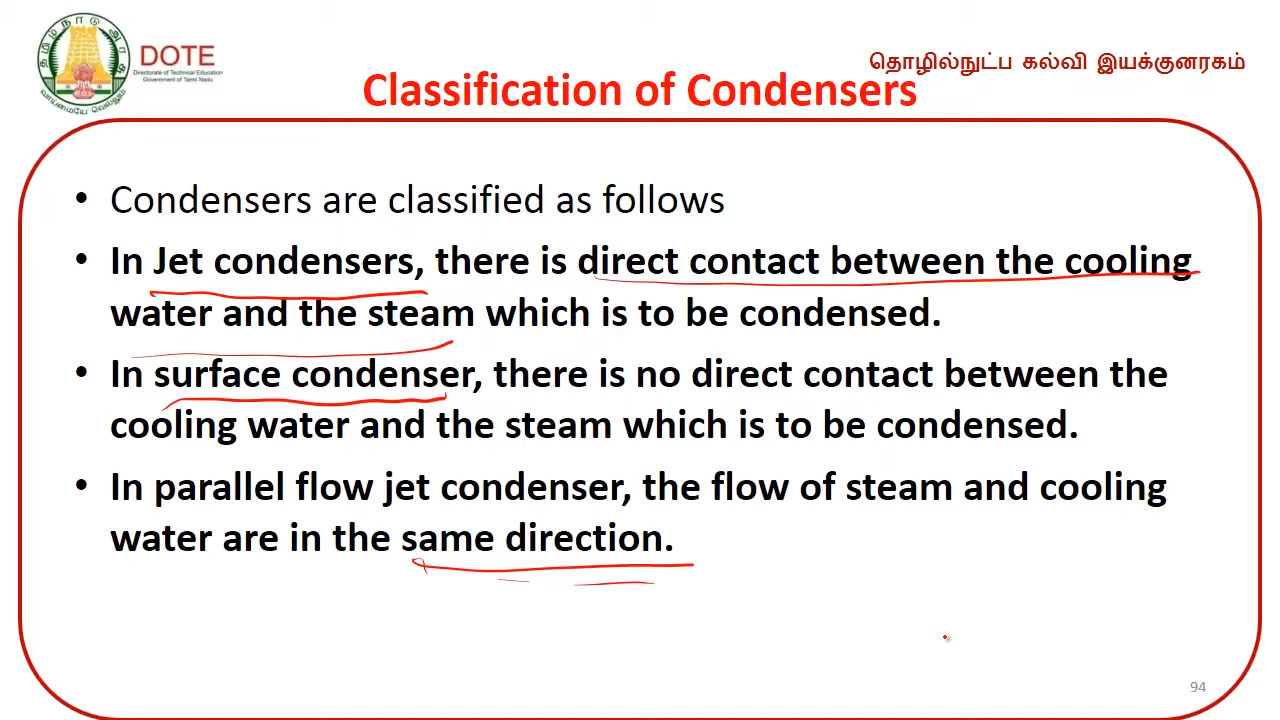 தமிழ்நாடு அரசு
வாய்மையே வெல்லும்
DOTE
Directorate of Technical Education
Government of Tamil Nadu
தொழில்நுட்ப கல்வி இயக்குனரகம்
Classification of Condensers
• Condensers are classified as follows
• In Jet condensers, there is direct contact between the cooling
water and the steam which is to be condensed.
• In surface condenser, there is no direct contact between the
cooling water and the steam which is to be condensed.
• In parallel flow jet condenser, the flow of steam and cooling
water are in the same direction.
94